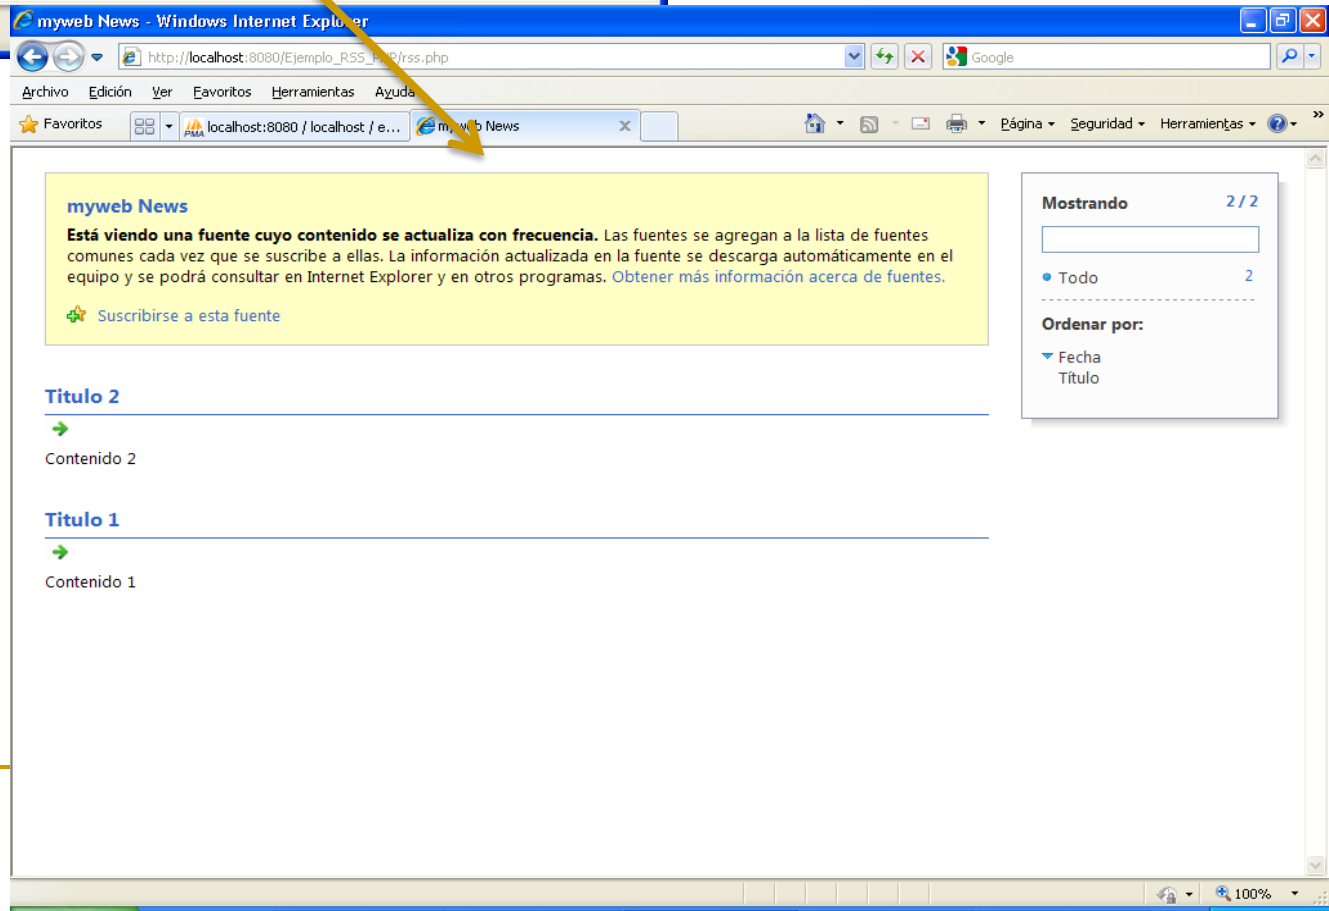 myweb News - Windows Internet Explorer
http://localhost:8080/Ejemplo_RSS_PHP/rss.php
Google
Archivo Edición Ver Favoritos Herramientas Ayuda
Favoritos
PMA localhost:8080 / localhost / e...
myweb News
Página Seguridad Herramientas
myweb News
Está viendo una fuente cuyo contenido se actualiza con frecuencia. Las fuentes se agregan a la lista de fuentes
comunes cada vez que se suscribe a ellas. La información actualizada en la fuente se descarga automáticamente en el
equipo y se podrá consultar en Internet Explorer y en otros programas. Obtener más información acerca de fuentes.
Suscribirse a esta fuente
Titulo 2
Contenido 2
Titulo 1
Contenido 1
Mostrando 2 / 2
Todo 2
Ordenar por:
Fecha
Título
100%